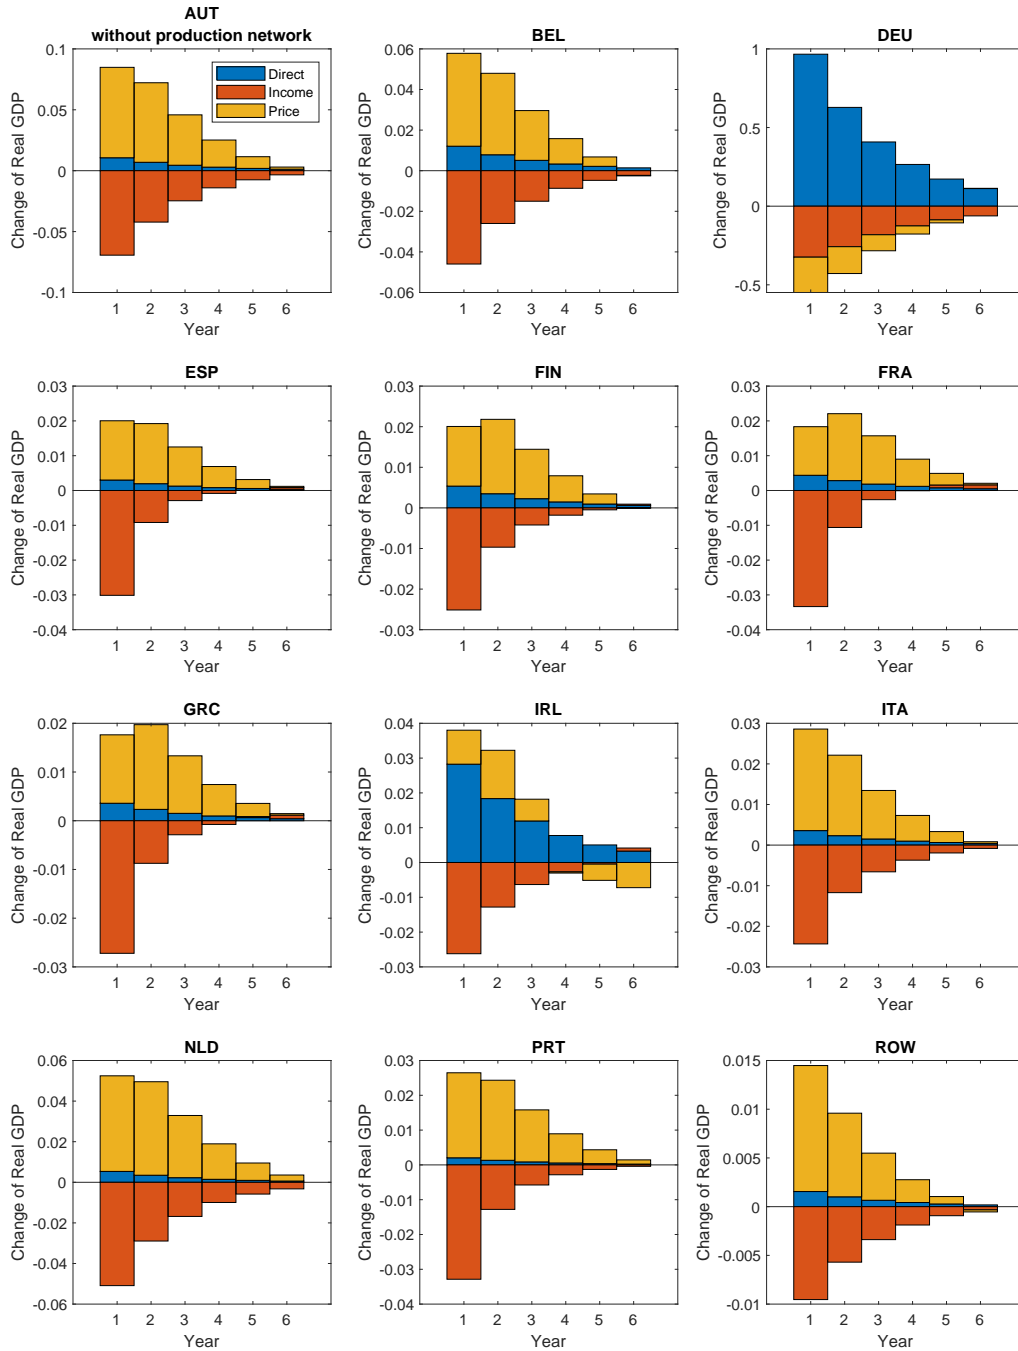 AUT
without production network
0.1
0.05
0
-0.05
-0.1
Change of Real GDP
1 2 3 4 5 6
Year
Direct
Income
Price
BEL
0.06
0.04
0.02
0
-0.02
-0.04
-0.06
Change of Real GDP
1 2 3 4 5 6
Year
DEU
1
0.5
0
-0.5
Change of Real GDP
1 2 3 4 5 6
Year
ESP
0.03
0.02
0.01
0
-0.01
-0.02
-0.03
-0.04
Change of Real GDP
1 2 3 4 5 6
Year
FIN
0.03
0.02
0.01
0
-0.01
-0.02
-0.03
Change of Real GDP
1 2 3 4 5 6
Year
FRA
0.03
0.02
0.01
0
-0.01
-0.02
-0.03
-0.04
Change of Real GDP
1 2 3 4 5 6
Year
GRC
0.02
0.01
0
-0.01
-0.02
-0.03
Change of Real GDP
1 2 3 4 5 6
Year
IRL
0.04
0.03
0.02
0.01
0
-0.01
-0.02
-0.03
Change of Real GDP
1 2 3 4 5 6
Year
ITA
0.03
0.02
0.01
0
-0.01
-0.02
-0.03
Change of Real GDP
1 2 3 4 5 6
Year
NLD
0.06
0.04
0.02
0
-0.02
-0.04
-0.06
Change of Real GDP
1 2 3 4 5 6
Year
PRT
0.03
0.02
0.01
0
-0.01
-0.02
-0.03
-0.04
Change of Real GDP
1 2 3 4 5 6
Year
ROW
0.015
0.01
0.005
0
-0.005
-0.01
Change of Real GDP
1 2 3 4 5 6
Year